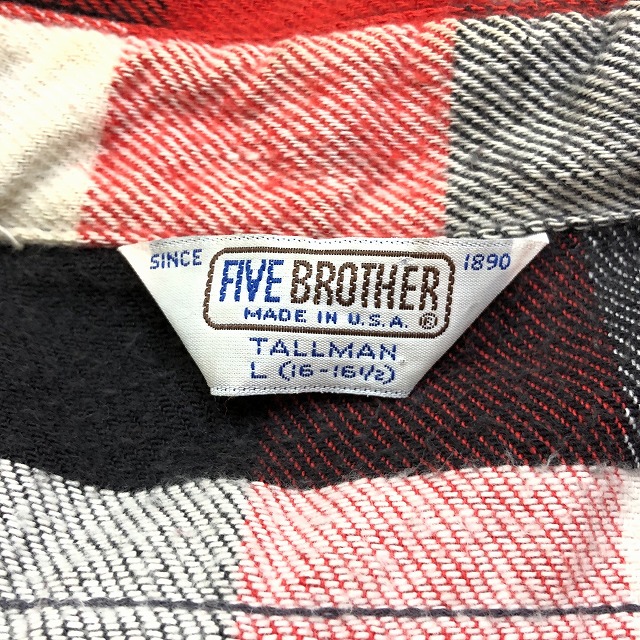 SINCE 1890
FIVE BROTHER
MADE IN U.S.A. ®
TALLMAN
L (16-16½)